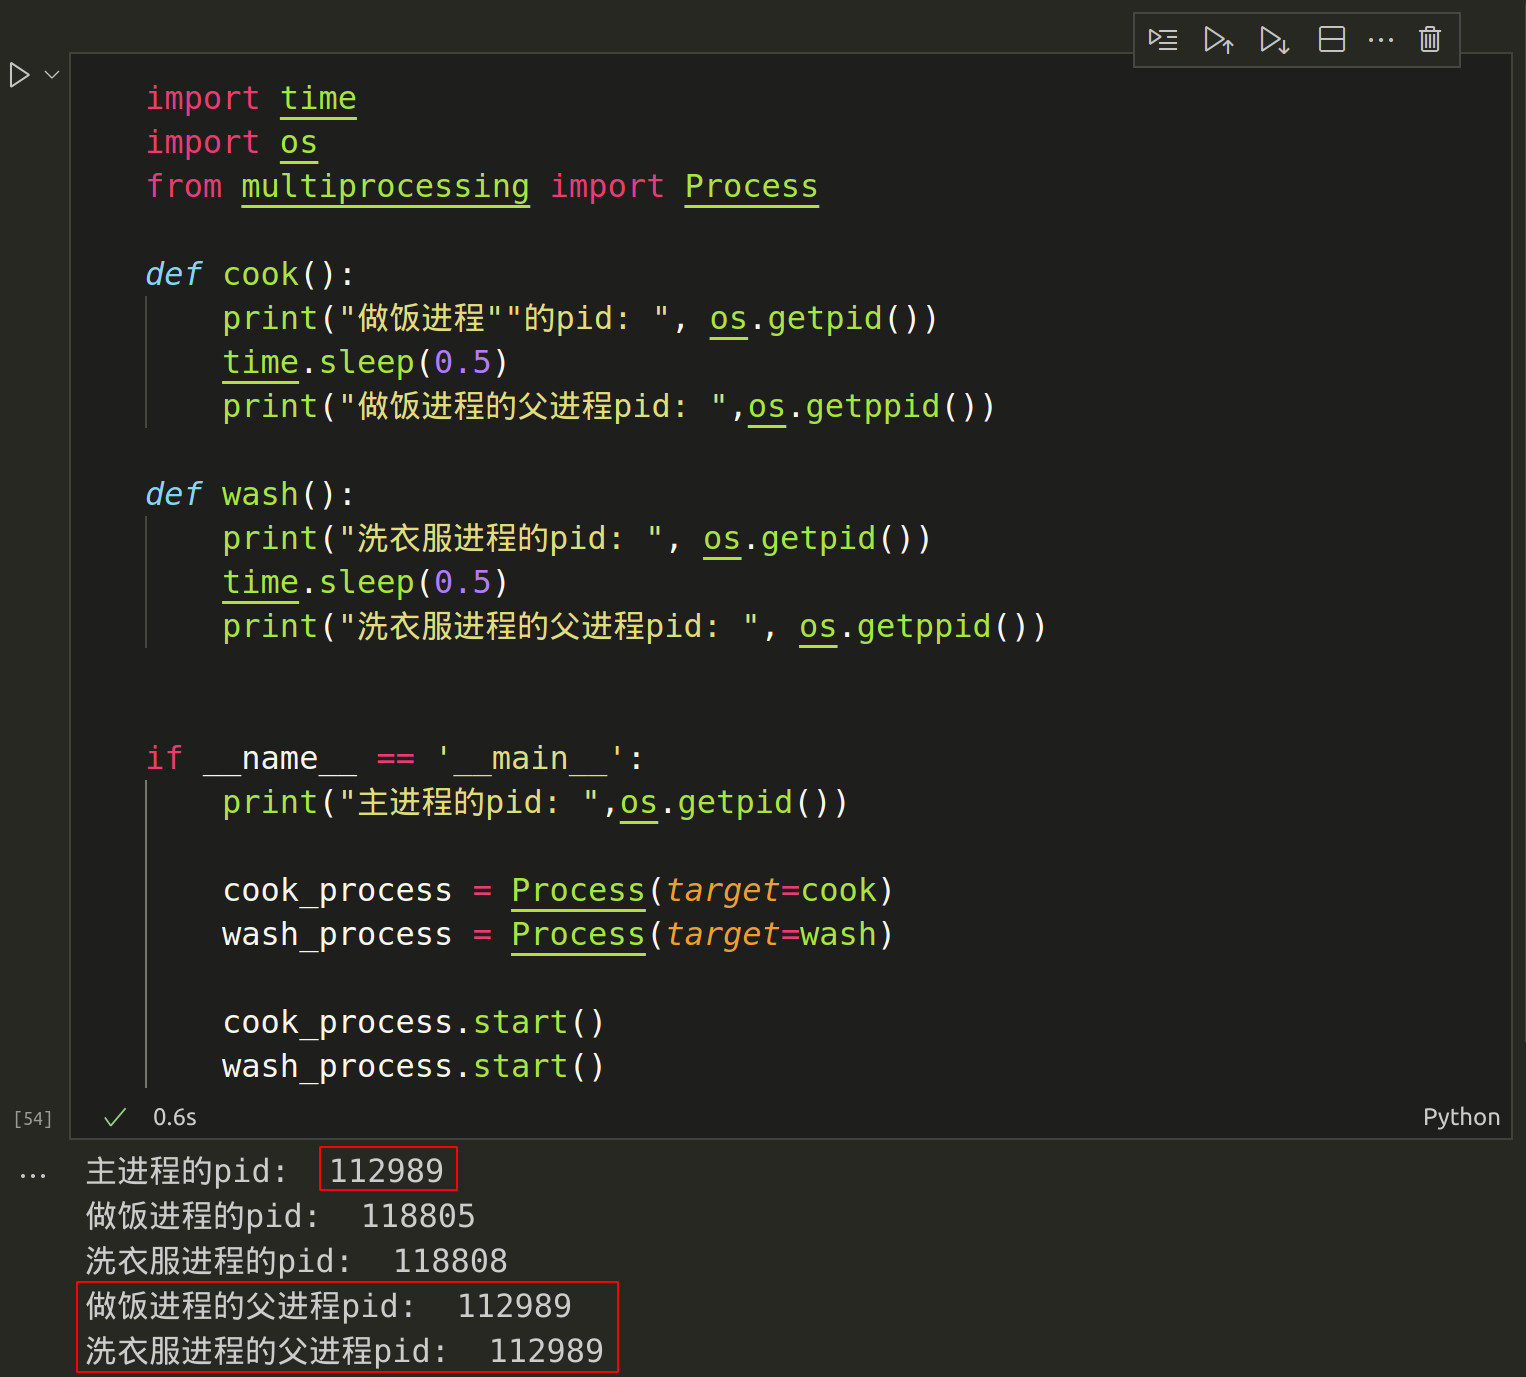 import time
import os
from multiprocessing import Process
def cook():
print("做饭进程""的pid: ", os.getpid())
time.sleep(0.5)
print("做饭进程的父进程pid: ",os.getppid())
def wash():
print("洗衣服进程的pid: ", os.getpid())
time.sleep(0.5)
print("洗衣服进程的父进程pid: ", os.getppid())
if __name__ == '__main__':
print("主进程的pid: ",os.getpid())
cook_process = Process(target=cook)
wash_process = Process(target=wash)
cook_process.start()
wash_process.start()
[54] 0.6s Python
主进程的pid: 112989
做饭进程的pid: 118805
洗衣服进程的pid: 118808
做饭进程的父进程pid: 112989
洗衣服进程的父进程pid: 112989